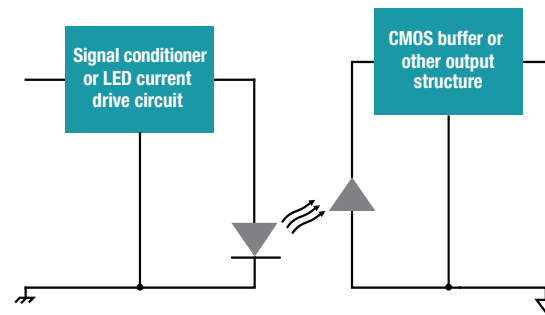 Signal conditioner
or LED current
drive circuit
CMOS buffer or
other output
structure